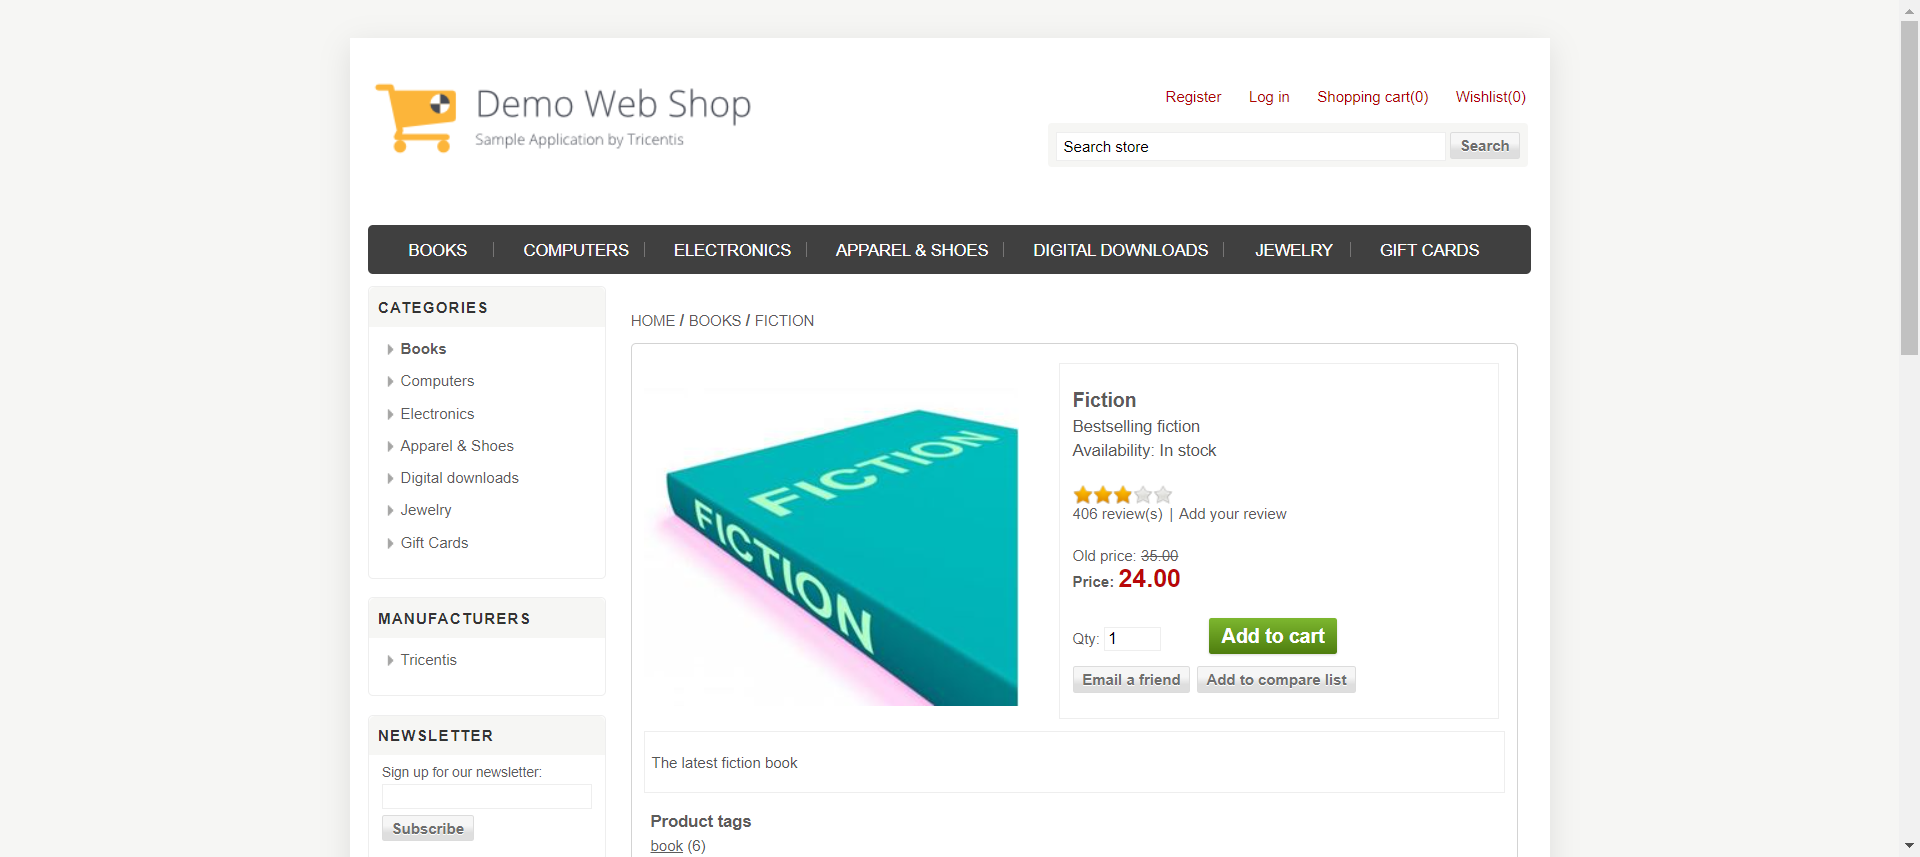 Demo Web Shop
Sample Application by Tricentis
Register
Log in
Shopping cart(0)
Wishlist(0)
Search store
Search
BOOKS
COMPUTERS
ELECTRONICS
APPAREL & SHOES
DIGITAL DOWNLOADS
JEWELRY
GIFT CARDS
CATEGORIES
Books
Computers
Electronics
Apparel & Shoes
Digital downloads
Jewelry
Gift Cards
MANUFACTURERS
Tricentis
NEWSLETTER
Sign up for our newsletter:
Subscribe
HOME / BOOKS / FICTION
FICTION
FICTION
Fiction
Bestselling fiction
Availability: In stock
406 review(s) | Add your review
Old price: 35.00
Price: 24.00
Qty: 1
Add to cart
Email a friend
Add to compare list
The latest fiction book
Product tags
book (6)